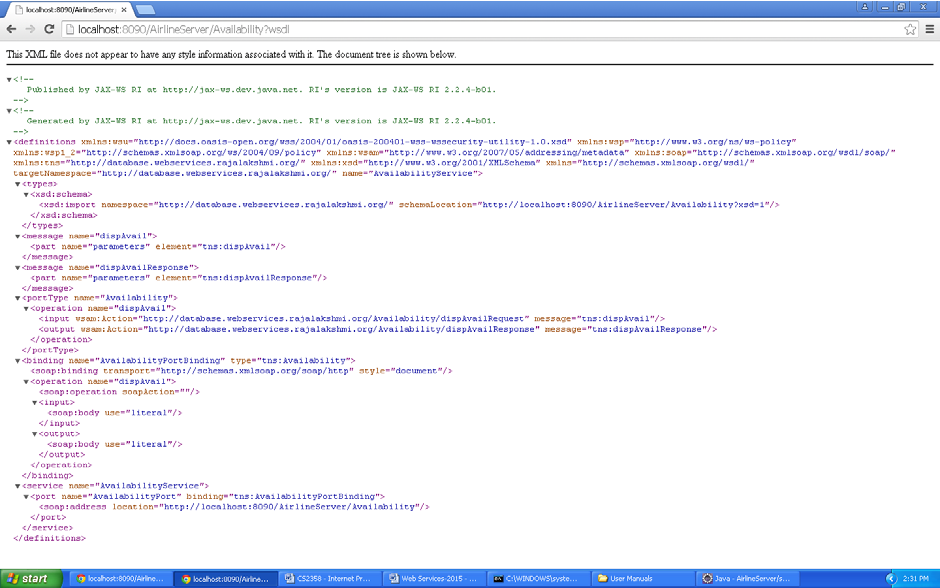 localhost:8090/AirlineServer
localhost:8090/AirlineServer/Availability?wsdl
This XML file does not appear to have any style information associated with it. The document tree is shown below.
<!--
Published by JAX-WS RI at http://jax-ws.dev.java.net. RI's version is JAX-WS RI 2.2.4-b01.
-->
<!--
Generated by JAX-WS RI at http://jax-ws.dev.java.net. RI's version is JAX-WS RI 2.2.4-b01.
-->
<definitions xmlns:wsu="http://docs.oasis-open.org/wss/2004/01/oasis-200401-wss-wssecurity-utility-1.0.xsd" xmlns:wsp="http://www.w3.org/ns/ws-policy"
xmlns:wsp1_2="http://schemas.xmlsoap.org/ws/2004/09/policy" xmlns:wsam="http://www.w3.org/2007/05/addressing/metadata" xmlns:soap="http://schemas.xmlsoap.org/wsdl/soap/"
xmlns:tns="http://database.webservices.rajalakshmi.org/" xmlns:xsd="http://www.w3.org/2001/XMLSchema" xmlns="http://schemas.xmlsoap.org/wsdl/"
targetNamespace="http://database.webservices.rajalakshmi.org/" name="AvailabilityService">
<types>
<xsd:schema>
<xsd:import namespace="http://database.webservices.rajalakshmi.org/" schemaLocation="http://localhost:8090/AirlineServer/Availability?xsd=1"/>
</xsd:schema>
</types>
<message name="dispAvail">
<part name="parameters" element="tns:dispAvail"/>
</message>
<message name="dispAvailResponse">
<part name="parameters" element="tns:dispAvailResponse"/>
</message>
<portType name="Availability">
<operation name="dispAvail">
<input wsam:Action="http://database.webservices.rajalakshmi.org/Availability/dispAvailRequest" message="tns:dispAvail"/>
<output wsam:Action="http://database.webservices.rajalakshmi.org/Availability/dispAvailResponse" message="tns:dispAvailResponse"/>
</operation>
</portType>
<binding name="AvailabilityPortBinding" type="tns:Availability">
<soap:binding transport="http://schemas.xmlsoap.org/soap/http" style="document"/>
<operation name="dispAvail">
<soap:operation soapAction=""/>
<input>
<soap:body use="literal"/>
</input>
<output>
<soap:body use="literal"/>
</output>
</operation>
</binding>
<service name="AvailabilityService">
<port name="AvailabilityPort" binding="tns:AvailabilityPortBinding">
<soap:address location="http://localhost:8090/AirlineServer/Availability"/>
</port>
</service>
</definitions>
start localhost:8090/Airline... localhost:8090/Airline... CS2358 - Internet Pr... Web Services-2015 - ... C:\WINDOWS\system... User Manuals Java - AirlineServer/s... 2:31 PM